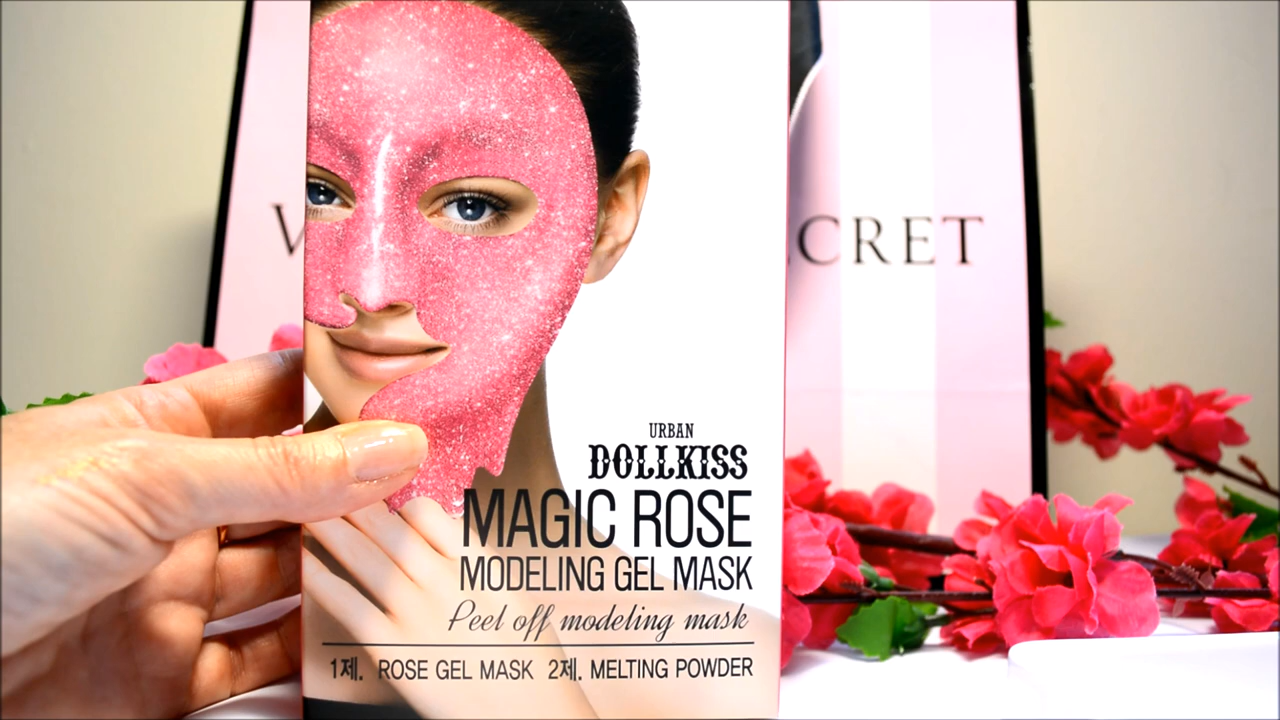 V
CRET
URBAN
DOLLKISS
MAGIC ROSE
MODELING GEL MASK
Peel off modeling mask
1제. ROSE GEL MASK 2제. MELTING POWDER